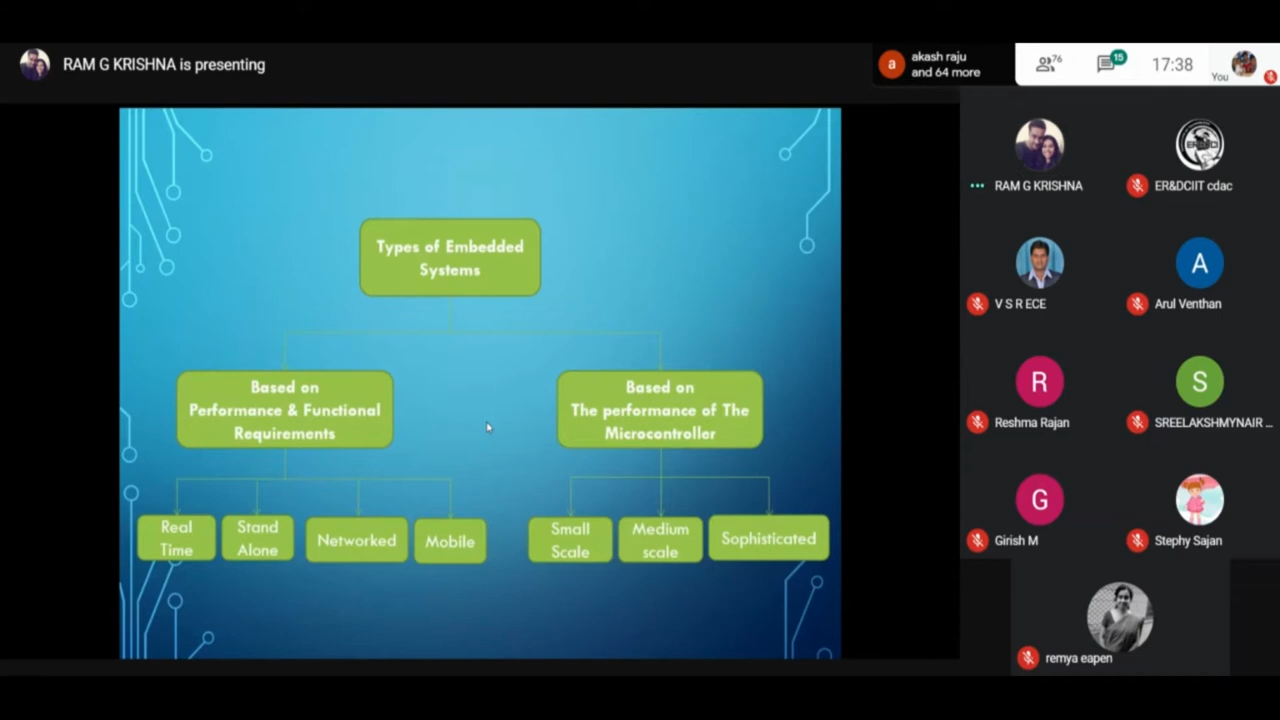 RAM G KRISHNA is presenting
a
akash raju
and 64 more
76
15
17:38
You
Types of Embedded
Systems
Based on
Performance & Functional
Requirements
Based on
The performance of The
Microcontroller
Real
Time
Stand
Alone
Networked
Mobile
Small
Scale
Medium
scale
Sophisticated
RAM G KRISHNA
ER&DCIIT cdac
V S R ECE
A
Arul Venthan
R
Reshma Rajan
S
SREELAKSHMYNAIR ...
G
Girish M
Stephy Sajan
remya eapen